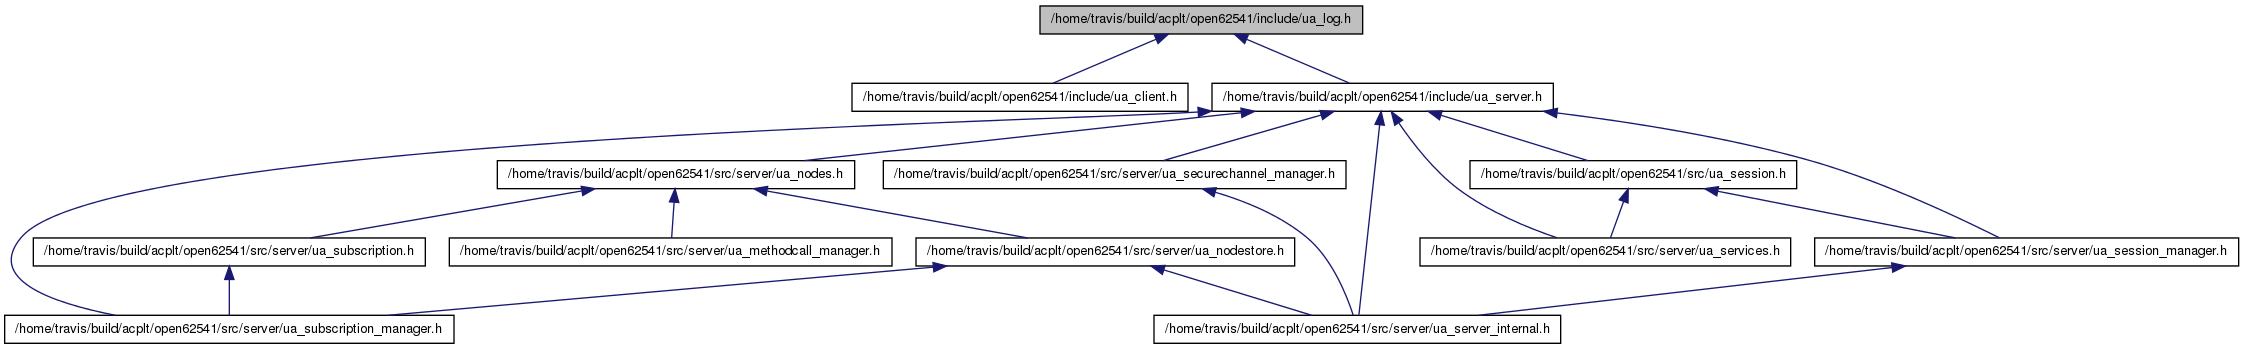 /home/travis/build/acplt/open62541/include/ua_log.h
/home/travis/build/acplt/open62541/include/ua_client.h
/home/travis/build/acplt/open62541/include/ua_server.h
/home/travis/build/acplt/open62541/src/server/ua_nodes.h
/home/travis/build/acplt/open62541/src/server/ua_securechannel_manager.h
/home/travis/build/acplt/open62541/src/ua_session.h
/home/travis/build/acplt/open62541/src/server/ua_subscription.h
/home/travis/build/acplt/open62541/src/server/ua_methodcall_manager.h
/home/travis/build/acplt/open62541/src/server/ua_nodestore.h
/home/travis/build/acplt/open62541/src/server/ua_services.h
/home/travis/build/acplt/open62541/src/server/ua_session_manager.h
/home/travis/build/acplt/open62541/src/server/ua_subscription_manager.h
/home/travis/build/acplt/open62541/src/server/ua_server_internal.h